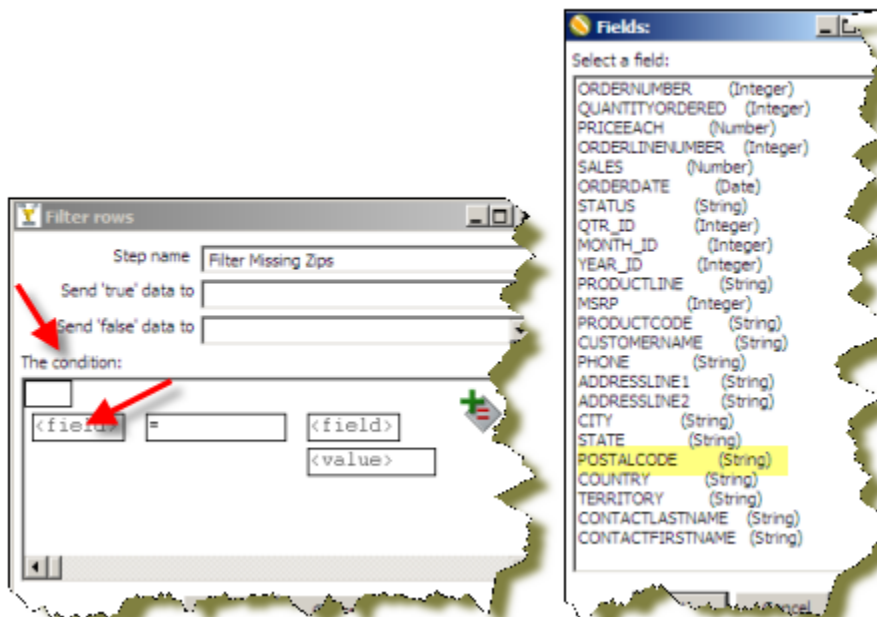 Filter rows
Step name Filter Missing Zips
Send 'true' data to
Send 'false' data to
The condition:
<field> = <field>
<value>
Fields:
Select a field:
ORDERNUMBER (Integer)
QUANTITYORDERED (Integer)
PRICEEACH (Number)
ORDERLINENUMBER (Integer)
SALES (Number)
ORDERDATE (Date)
STATUS (String)
QTR_ID (Integer)
MONTH_ID (Integer)
YEAR_ID (Integer)
PRODUCTLINE (String)
MSRP (Integer)
PRODUCTCODE (String)
CUSTOMERNAME (String)
PHONE (String)
ADDRESSLINE1 (String)
ADDRESSLINE2 (String)
CITY (String)
STATE (String)
POSTALCODE (String)
COUNTRY (String)
TERRITORY (String)
CONTACTLASTNAME (String)
CONTACTFIRSTNAME (String)
Cancel